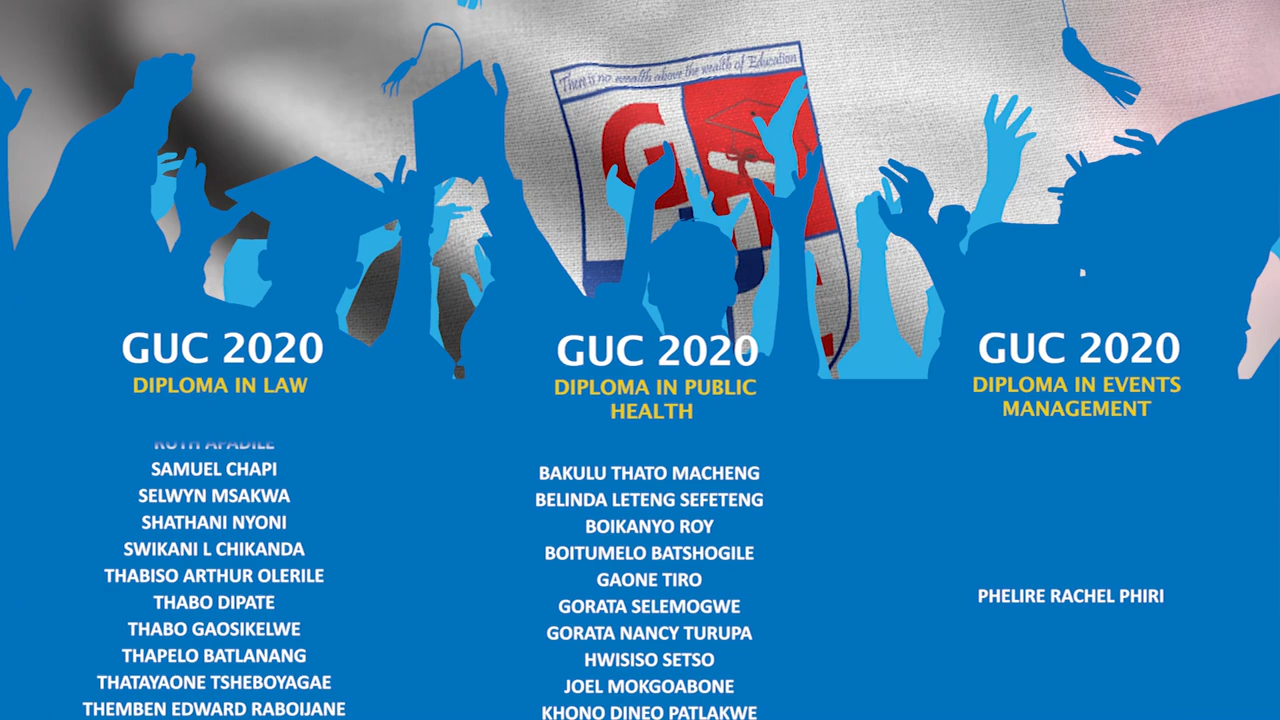 There is no wealth above the wealth of Education
G
GUC 2020
DIPLOMA IN LAW
RUTH APADILE
SAMUEL CHAPI
SELWYN MSAKWA
SHATHANI NYONI
SWIKANI L CHIKANDA
THABISO ARTHUR OLERILE
THABO DIPATE
THABO GAOSIKELWE
THAPELO BATLANANG
THATAYAONE TSHEBOYAGAE
THEMBEN EDWARD RABOIJANE
GUC 2020
DIPLOMA IN PUBLIC
HEALTH
BAKULU THATO MACHENG
BELINDA LETENG SEFETENG
BOIKANYO ROY
BOITUMELO BATSHOGILE
GAONE TIRO
GORATA SELEMOGWE
GORATA NANCY TURUPA
HWISISO SETSO
JOEL MOKGOABONE
KHONO DINEO PATLAKWE
GUC 2020
DIPLOMA IN EVENTS
MANAGEMENT
PHELIRE RACHEL PHIRI